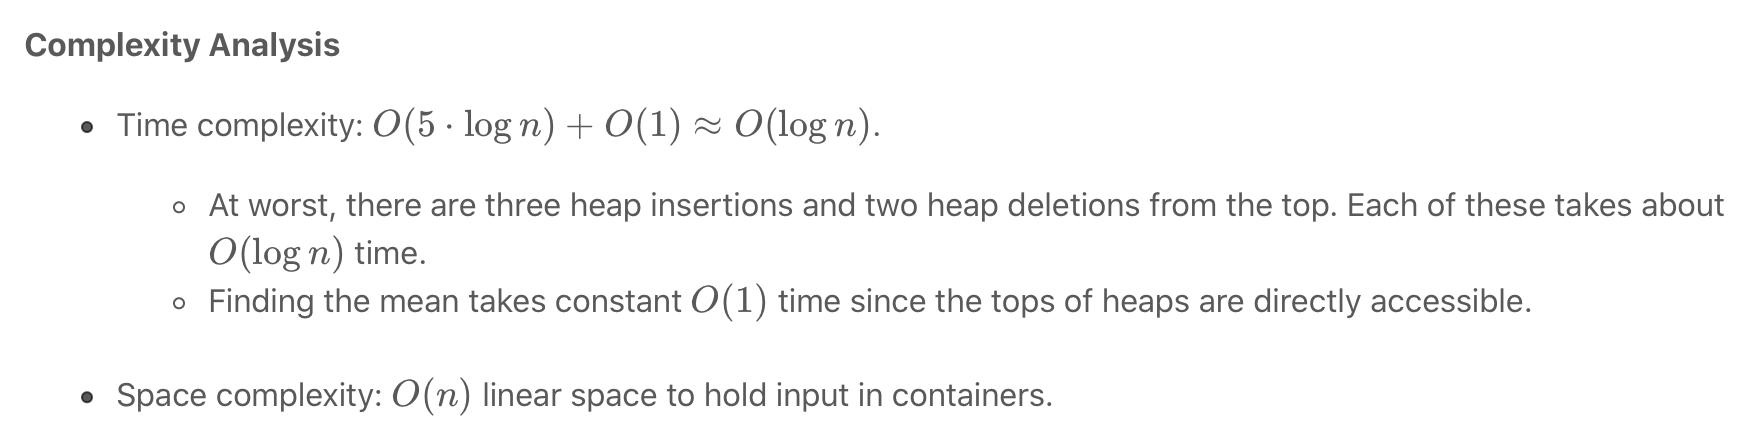 Complexity Analysis
• Time complexity: O(5 · log n) + O(1) ≈ O(log n).
◦ At worst, there are three heap insertions and two heap deletions from the top. Each of these takes about
O(log n) time.
◦ Finding the mean takes constant O(1) time since the tops of heaps are directly accessible.
• Space complexity: O(n) linear space to hold input in containers.